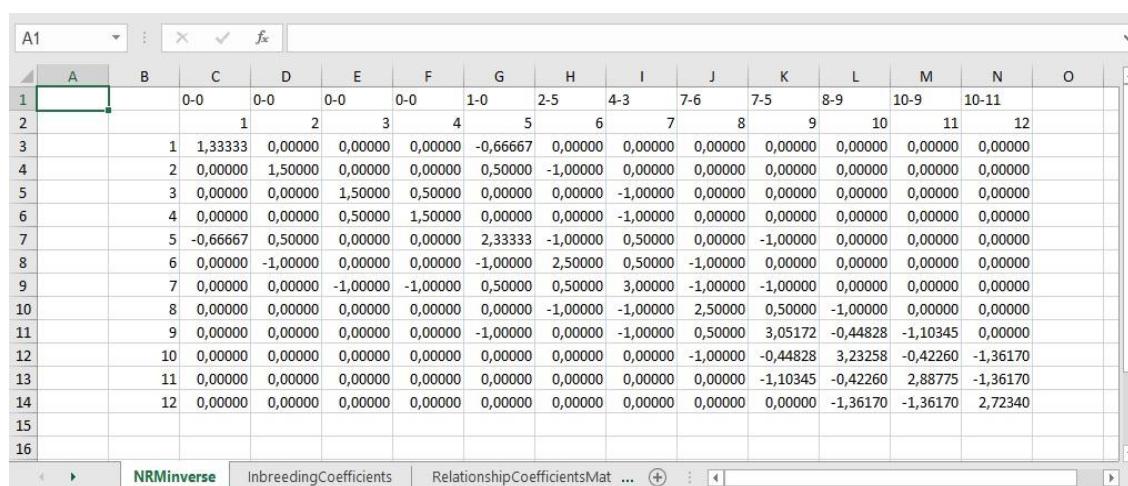 A1 fx
A B C D E F G H I J K L M N O
1 0-0 0-0 0-0 0-0 1-0 2-5 4-3 7-6 7-5 8-9 10-9 10-11
2 1 2 3 4 5 6 7 8 9 10 11 12
3 1 1,33333 0,00000 0,00000 0,00000 -0,66667 0,00000 0,00000 0,00000 0,00000 0,00000 0,00000 0,00000
4 2 0,00000 1,50000 0,00000 0,00000 0,50000 -1,00000 0,00000 0,00000 0,00000 0,00000 0,00000 0,00000
5 3 0,00000 0,00000 1,50000 0,50000 0,00000 0,00000 -1,00000 0,00000 0,00000 0,00000 0,00000 0,00000
6 4 0,00000 0,00000 0,50000 1,50000 0,00000 0,00000 -1,00000 0,00000 0,00000 0,00000 0,00000 0,00000
7 5 -0,66667 0,50000 0,00000 0,00000 2,33333 -1,00000 0,50000 0,00000 -1,00000 0,00000 0,00000 0,00000
8 6 0,00000 -1,00000 0,00000 0,00000 -1,00000 2,50000 0,50000 -1,00000 0,00000 0,00000 0,00000 0,00000
9 7 0,00000 0,00000 -1,00000 -1,00000 0,50000 0,50000 3,00000 -1,00000 -1,00000 0,00000 0,00000 0,00000
10 8 0,00000 0,00000 0,00000 0,00000 0,00000 -1,00000 -1,00000 2,50000 0,50000 -1,00000 0,00000 0,00000
11 9 0,00000 0,00000 0,00000 0,00000 -1,00000 0,00000 -1,00000 0,50000 3,05172 -0,44828 -1,10345 0,00000
12 10 0,00000 0,00000 0,00000 0,00000 0,00000 0,00000 0,00000 -1,00000 -0,44828 3,23258 -0,42260 -1,36170
13 11 0,00000 0,00000 0,00000 0,00000 0,00000 0,00000 0,00000 0,00000 -1,10345 -0,42260 2,88775 -1,36170
14 12 0,00000 0,00000 0,00000 0,00000 0,00000 0,00000 0,00000 0,00000 0,00000 -1,36170 -1,36170 2,72340
15
16
NRMinverse InbreedingCoefficients RelationshipCoefficientsMat ...